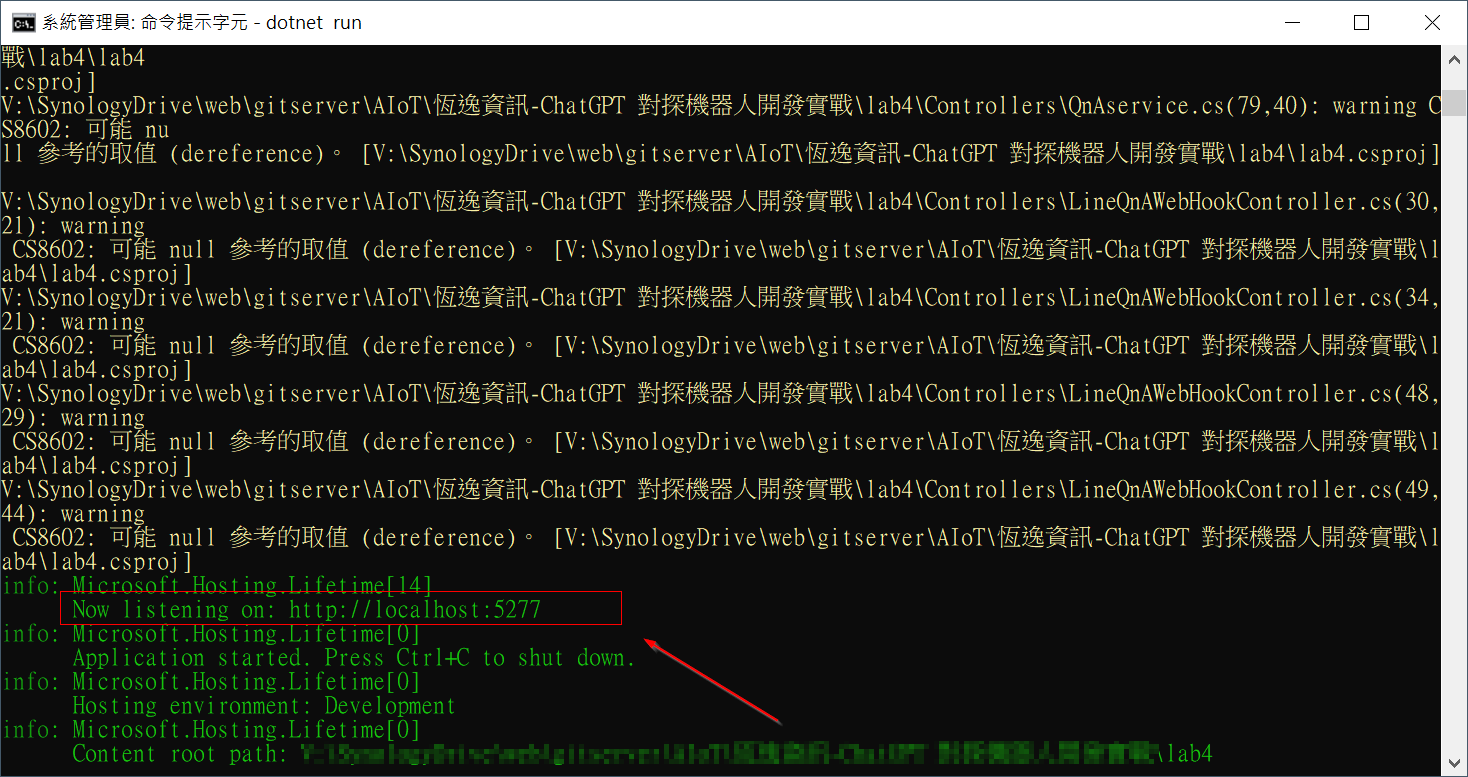 系統管理員: 命令提示字元 - dotnet run
戰\lab4\lab4
.csproj]
V:\SynologyDrive\web\gitserver\AIoT\恆逸資訊-ChatGPT 對探機器人開發實戰\lab4\Controllers\QnAservice.cs(79,40): warning C
S8602: 可能 nu
ll 參考的取值 (dereference)。 [V:\SynologyDrive\web\gitserver\AIoT\恆逸資訊-ChatGPT 對探機器人開發實戰\lab4\lab4.csproj]
V:\SynologyDrive\web\gitserver\AIoT\恆逸資訊-ChatGPT 對探機器人開發實戰\lab4\Controllers\LineQnAWebHookController.cs(30,
21): warning
CS8602: 可能 null 參考的取值 (dereference)。 [V:\SynologyDrive\web\gitserver\AIoT\恆逸資訊-ChatGPT 對探機器人開發實戰\l
ab4\lab4.csproj]
V:\SynologyDrive\web\gitserver\AIoT\恆逸資訊-ChatGPT 對探機器人開發實戰\lab4\Controllers\LineQnAWebHookController.cs(34,
21): warning
CS8602: 可能 null 參考的取值 (dereference)。 [V:\SynologyDrive\web\gitserver\AIoT\恆逸資訊-ChatGPT 對探機器人開發實戰\l
ab4\lab4.csproj]
V:\SynologyDrive\web\gitserver\AIoT\恆逸資訊-ChatGPT 對探機器人開發實戰\lab4\Controllers\LineQnAWebHookController.cs(48,
29): warning
CS8602: 可能 null 參考的取值 (dereference)。 [V:\SynologyDrive\web\gitserver\AIoT\恆逸資訊-ChatGPT 對探機器人開發實戰\l
ab4\lab4.csproj]
V:\SynologyDrive\web\gitserver\AIoT\恆逸資訊-ChatGPT 對探機器人開發實戰\lab4\Controllers\LineQnAWebHookController.cs(49,
44): warning
CS8602: 可能 null 參考的取值 (dereference)。 [V:\SynologyDrive\web\gitserver\AIoT\恆逸資訊-ChatGPT 對探機器人開發實戰\l
ab4\lab4.csproj]
info: Microsoft.Hosting.Lifetime[14]
Now listening on: http://localhost:5277
info: Microsoft.Hosting.Lifetime[0]
Application started. Press Ctrl+C to shut down.
info: Microsoft.Hosting.Lifetime[0]
Hosting environment: Development
info: Microsoft.Hosting.Lifetime[0]
Content root path: \lab4